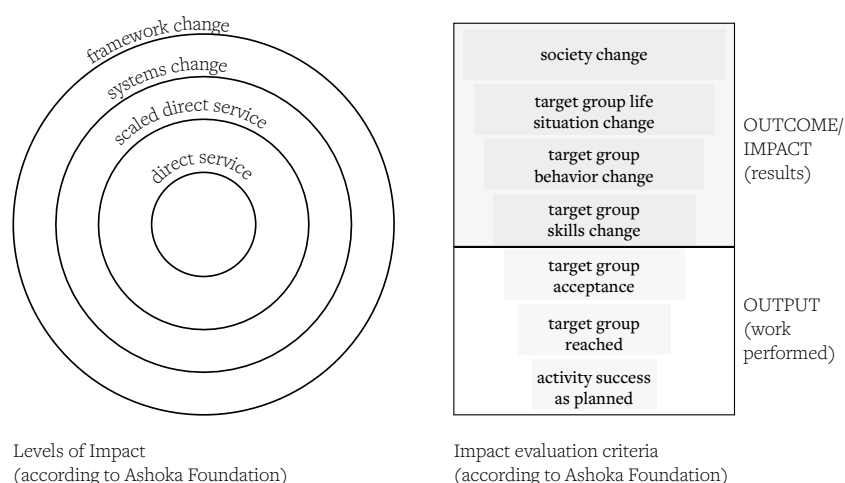 framework change
systems change
scaled direct service
direct service
Levels of Impact
(according to Ashoka Foundation)
society change
target group life
situation change
target group
behavior change
target group
skills change
target group
acceptance
target group
reached
activity success
as planned
OUTCOME/
IMPACT
(results)
OUTPUT
(work
performed)
Impact evaluation criteria
(according to Ashoka Foundation)